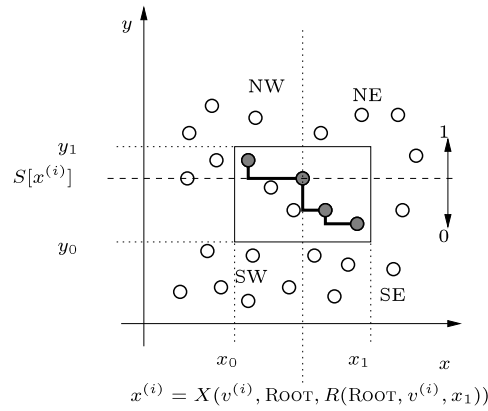 y
NW
NE
y₁
1
S[x⁽ⁱ⁾]
y₀
0
SW
SE
x₀
x₁
x
x⁽ⁱ⁾ = X(v⁽ⁱ⁾, ROOT, R(ROOT, v⁽ⁱ⁾, x₁))